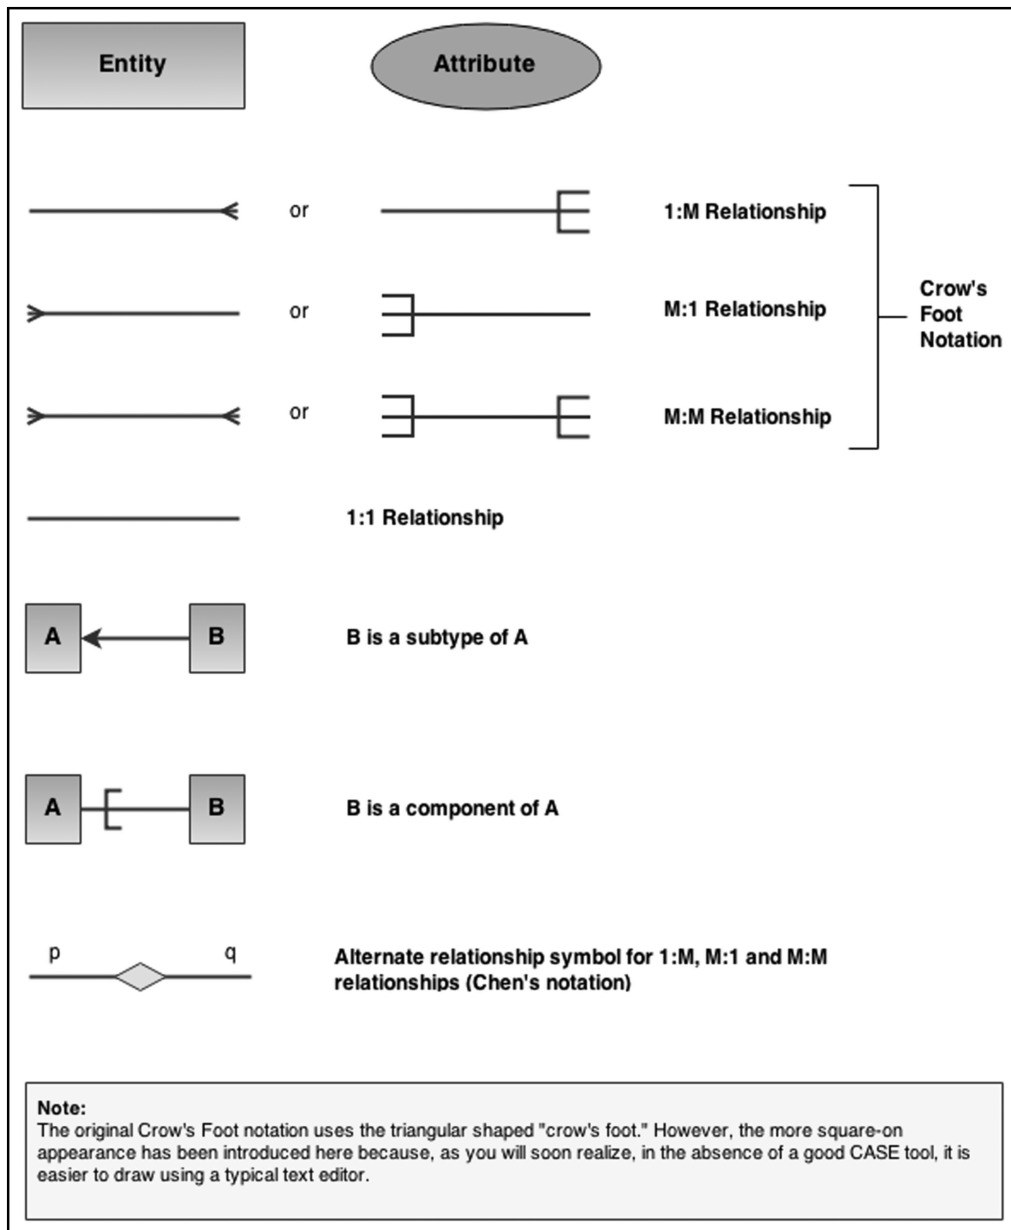 Entity
Attribute
or
1:M Relationship
or
M:1 Relationship
Crow's
Foot
Notation
or
M:M Relationship
1:1 Relationship
A
B
B is a subtype of A
A
B
B is a component of A
p
q
Alternate relationship symbol for 1:M, M:1 and M:M
relationships (Chen's notation)
Note:
The original Crow's Foot notation uses the triangular shaped "crow's foot." However, the more square-on
appearance has been introduced here because, as you will soon realize, in the absence of a good CASE tool, it is
easier to draw using a typical text editor.